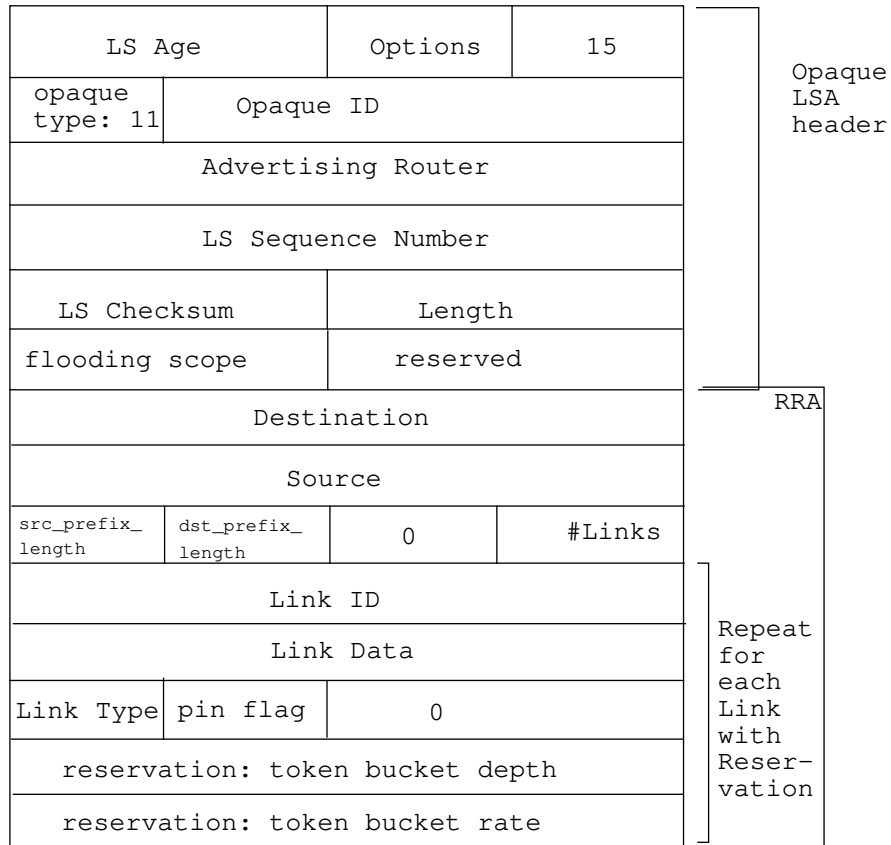 LS Age Options 15
Opaque
LSA
header
opaque
type: 11
Opaque ID
Advertising Router
LS Sequence Number
LS Checksum Length
flooding scope reserved
RRA
Destination
Source
src_prefix_
length
dst_prefix_
length
0 #Links
Link ID
Link Data
Link Type pin flag 0
reservation: token bucket depth
reservation: token bucket rate
Repeat
for
each
Link
with
Reser-
vation